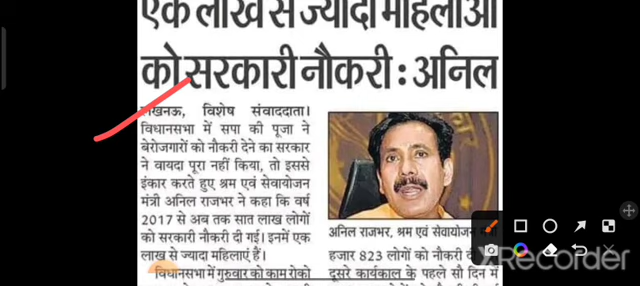 एक लाख से ज्यादा महिलाओं
को सरकारी नौकरी : अनिल
लखनऊ, विशेष संवाददाता।
विधानसभा में सपा की पूजा ने
बेरोजगारों को नौकरी देने का सरकार
ने वायदा पूरा नहीं किया, तो इससे
इंकार करते हुए श्रम एवं सेवायोजन
मंत्री अनिल राजभर ने कहा कि वर्ष
2017 से अब तक सात लाख लोगों
को सरकारी नौकरी दी गई। इनमें एक
लाख से ज्यादा महिलाएं हैं।
विधानसभा में गुरुवार को काम रोको
अनिल राजभर, श्रम एवं सेवायोजन
हजार 823 लोगों को नौकरी दी
दूसरे कार्यकाल के पहले सौ दिन में
XRecorder